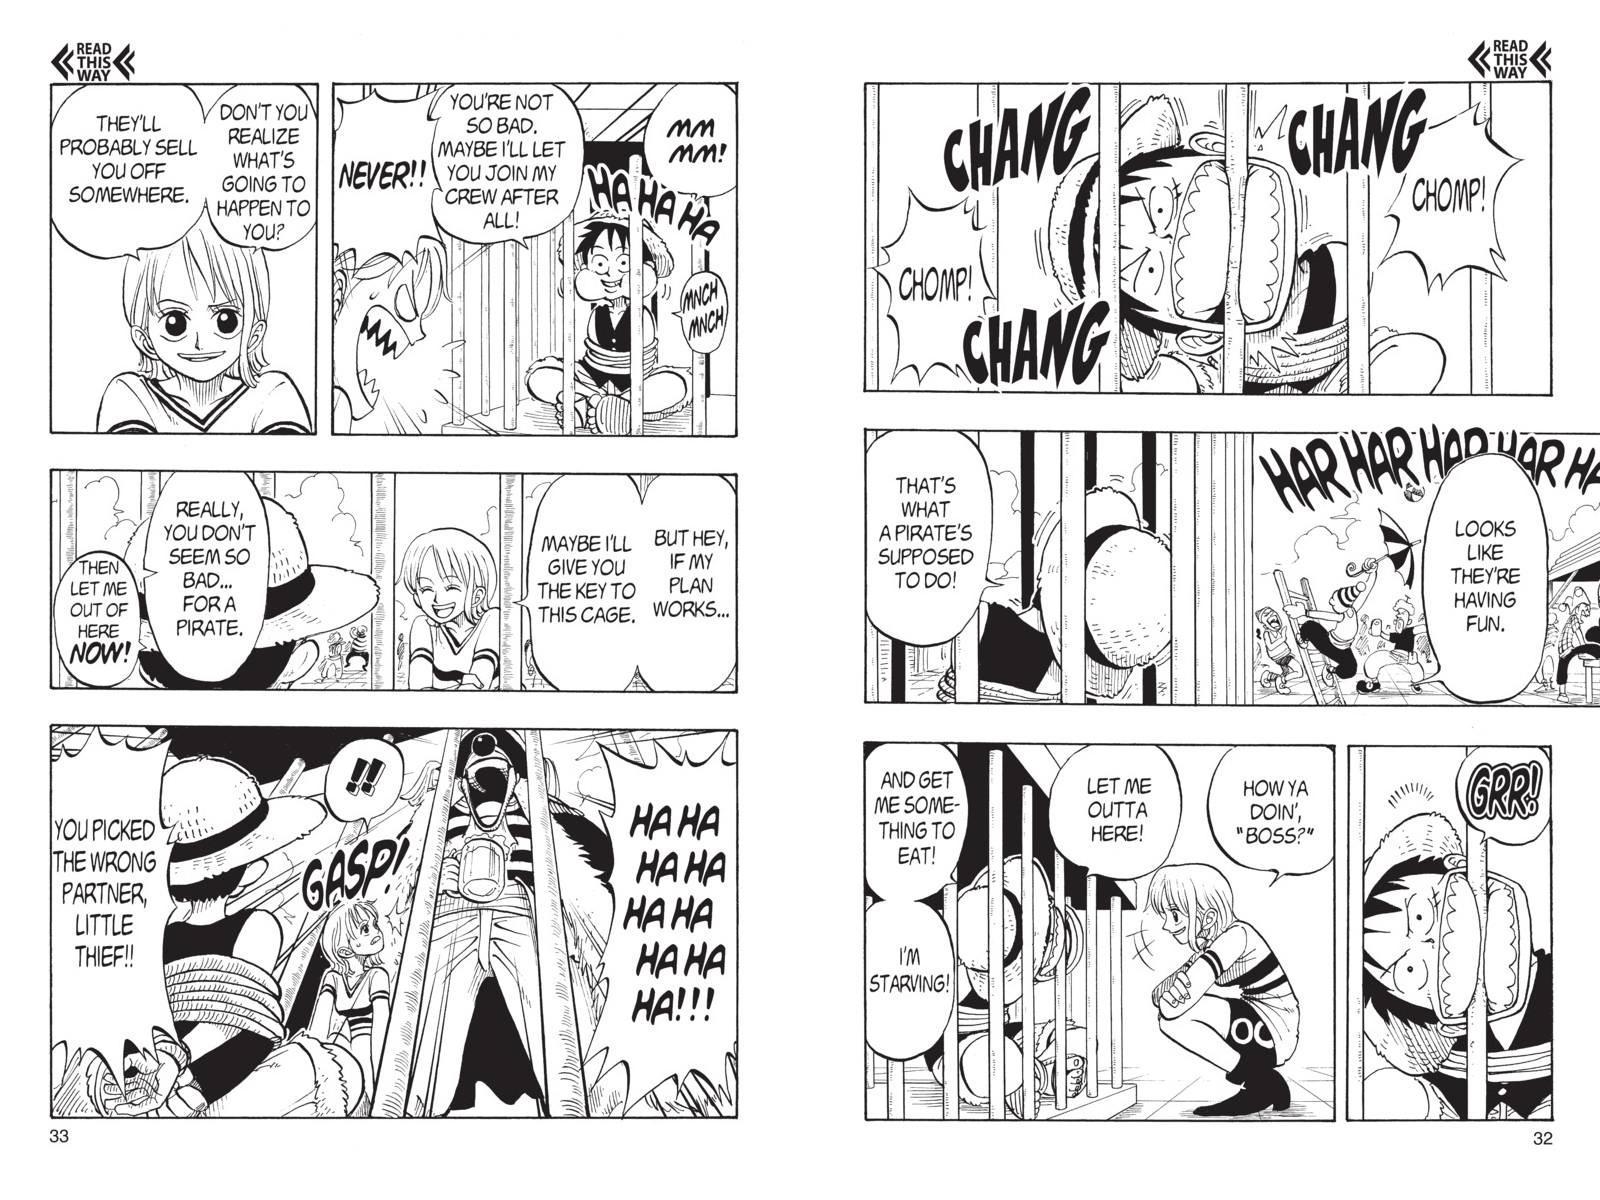 READ
THIS
WAY
CHANG
CHOMP!
CHANG
CHOMP!
CHANG
HAR HAR HAR HAR HA
LOOKS
LIKE
THEY'RE
HAVING
FUN.
THAT'S
WHAT
A PIRATE'S
SUPPOSED
TO DO!
GRR!
HOW YA
DOIN',
"BOSS?"
LET ME
OUTTA
HERE!
AND GET
ME SOME-
THING TO
EAT!
I'M
STARVING!
32
READ
THIS
WAY
MM
MM!
HA HA HA
MNCH
MNCH
YOU'RE NOT
SO BAD.
MAYBE I'LL LET
YOU JOIN MY
CREW AFTER
ALL!
NEVER!!
DON'T YOU
REALIZE
WHAT'S
GOING TO
HAPPEN TO
YOU?
THEY'LL
PROBABLY SELL
YOU OFF
SOMEWHERE.
BUT HEY,
IF MY
PLAN
WORKS...
MAYBE I'LL
GIVE YOU
THE KEY TO
THIS CAGE.
REALLY,
YOU DON'T
SEEM SO
BAD...
FOR A
PIRATE.
THEN
LET ME
OUT OF
HERE
NOW!
HA HA
HA HA
HA HA
HA HA
HA!!!
!!
GASP!
YOU PICKED
THE WRONG
PARTNER,
LITTLE
THIEF!!
33